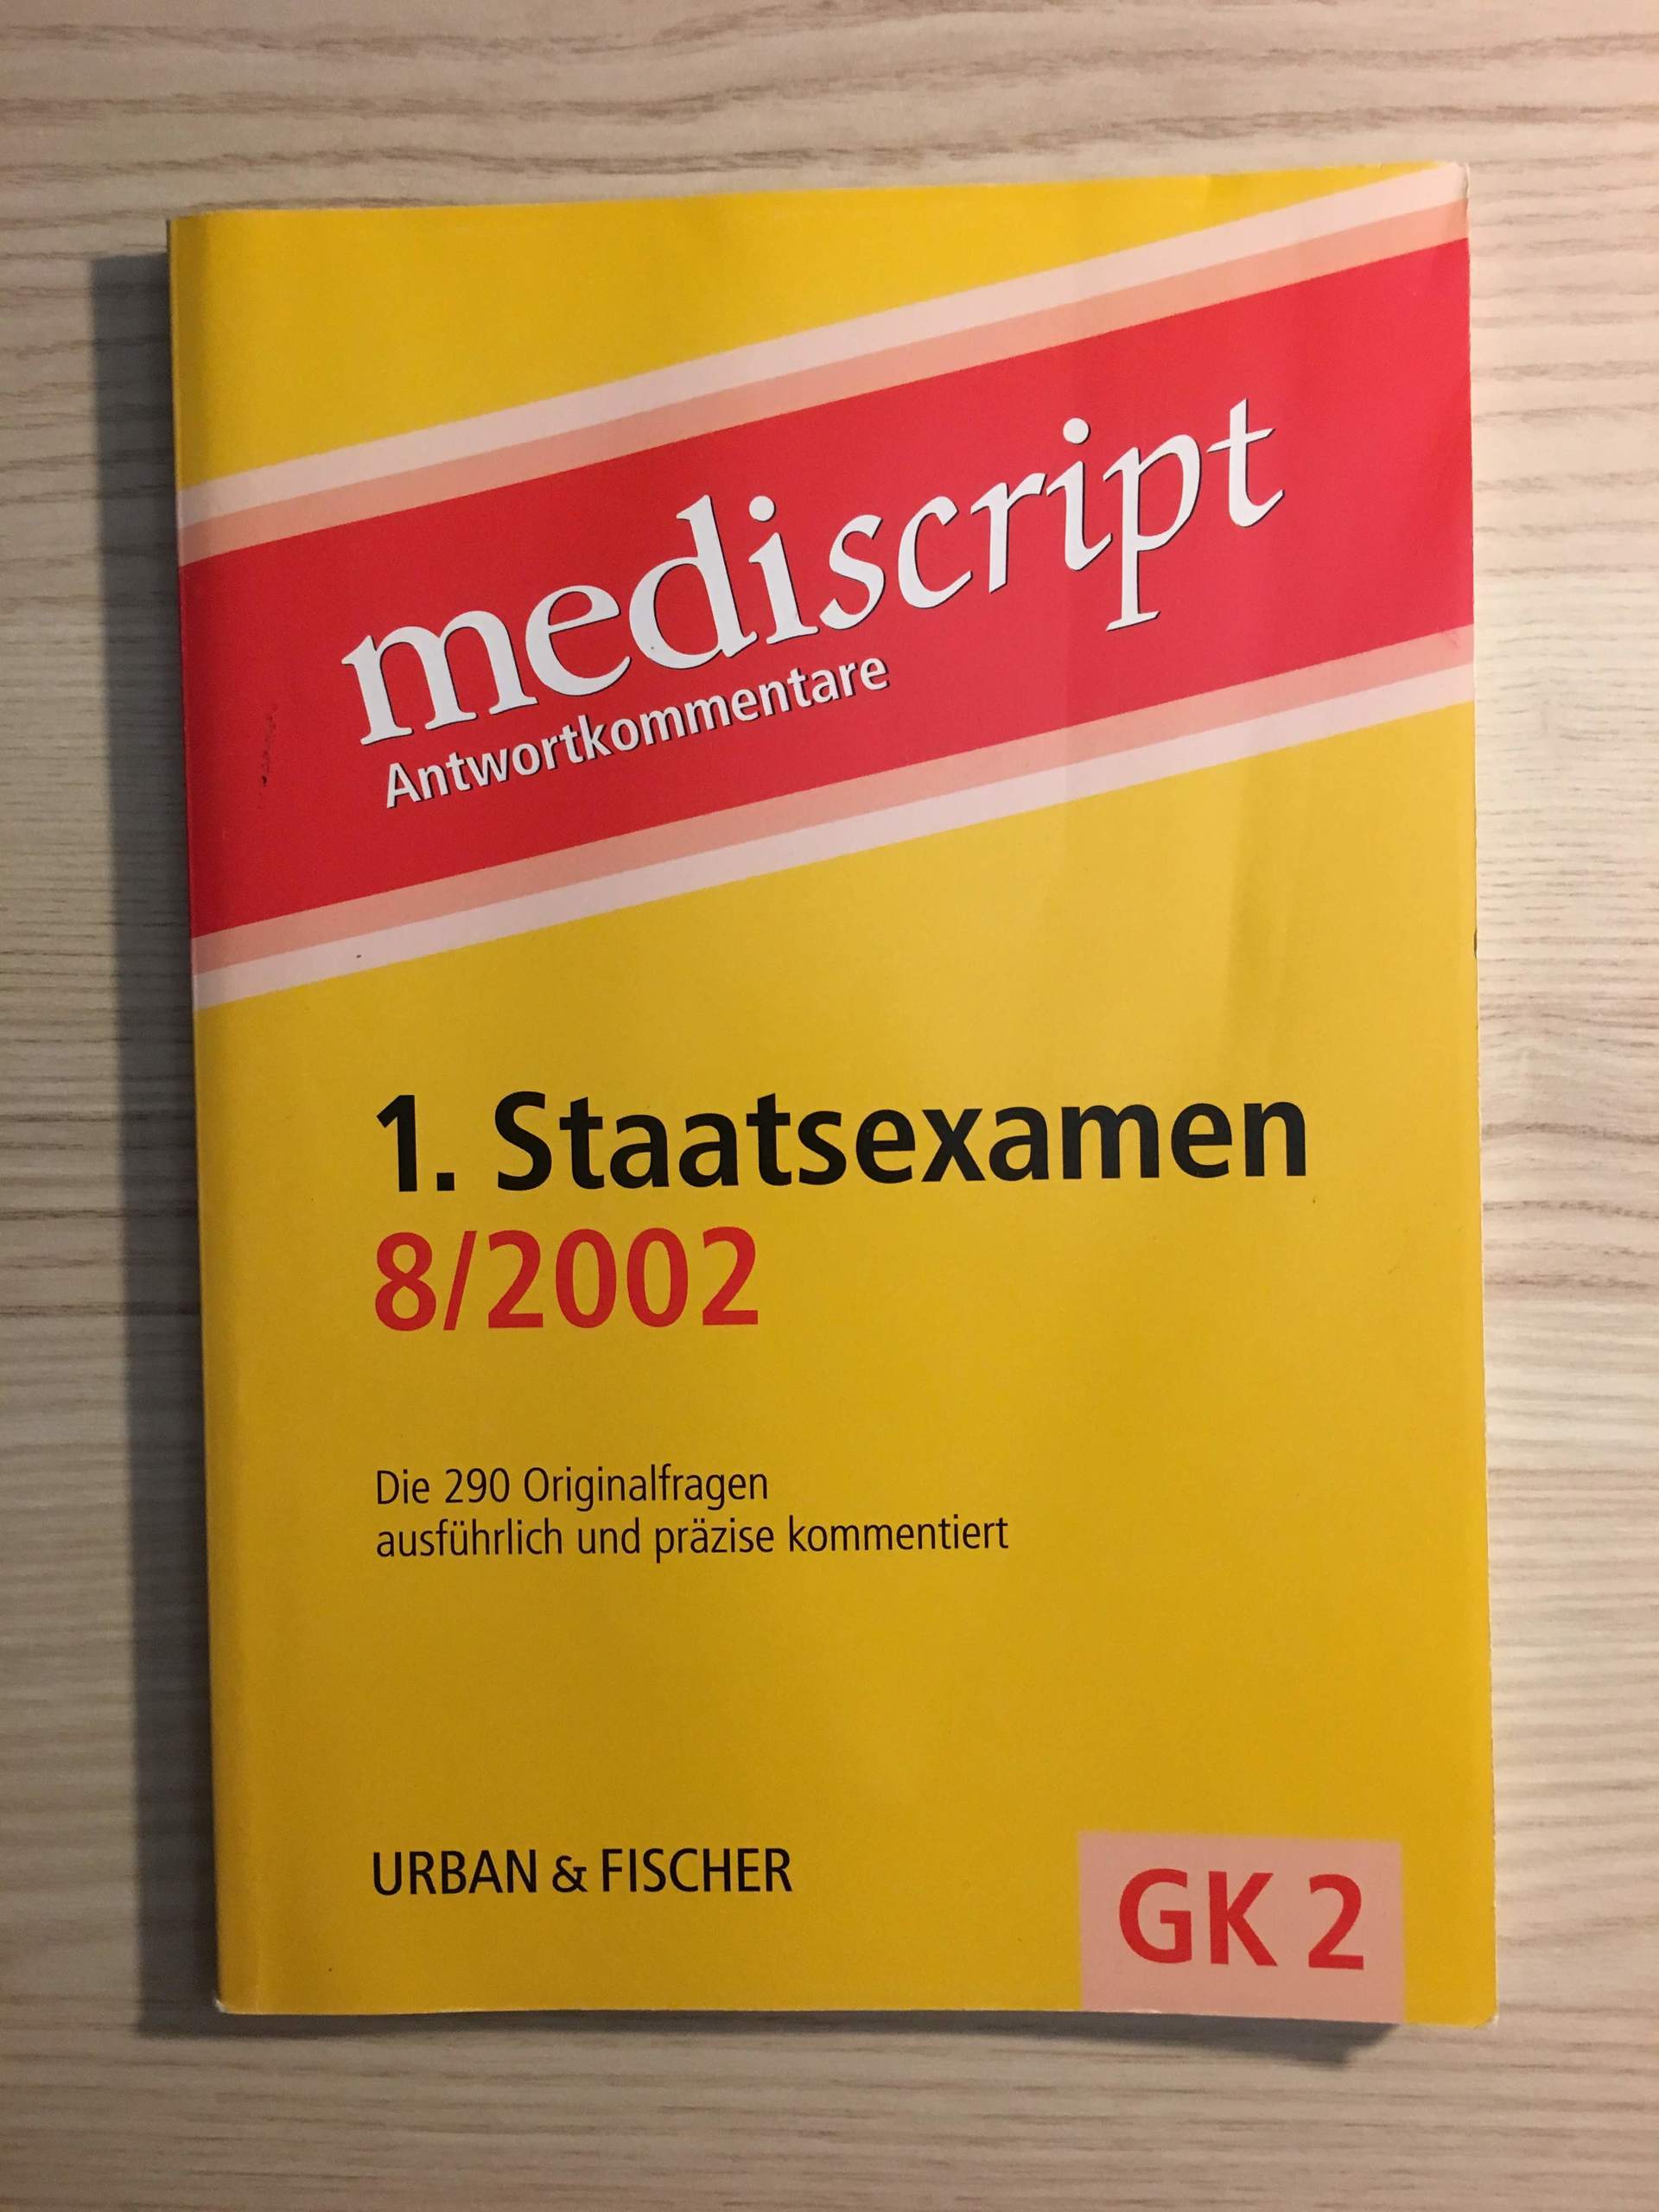 mediscript
Antwortkommentare
1. Staatsexamen
8/2002
Die 290 Originalfragen
ausführlich und präzise kommentiert
URBAN & FISCHER
GK 2